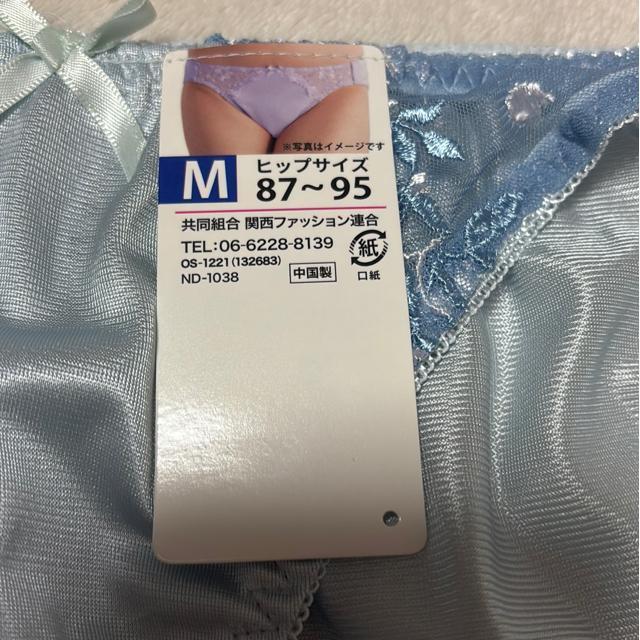 ※写真はイメージです
M ヒップサイズ
87〜95
共同組合 関西ファッション連合
TEL:06-6228-8139
OS-1221(132683)
ND-1038
中国製
紙
口紙